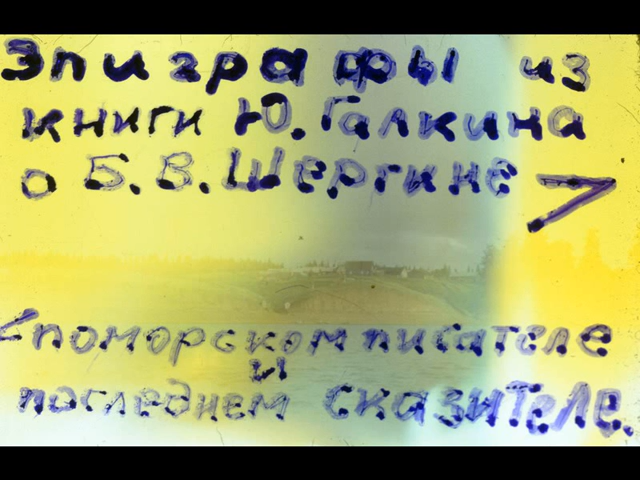 Эпиграфы из
книги Ю. Галкина
о Б. В. Шергине >
< поморском писателе
и
последнем сказителе.